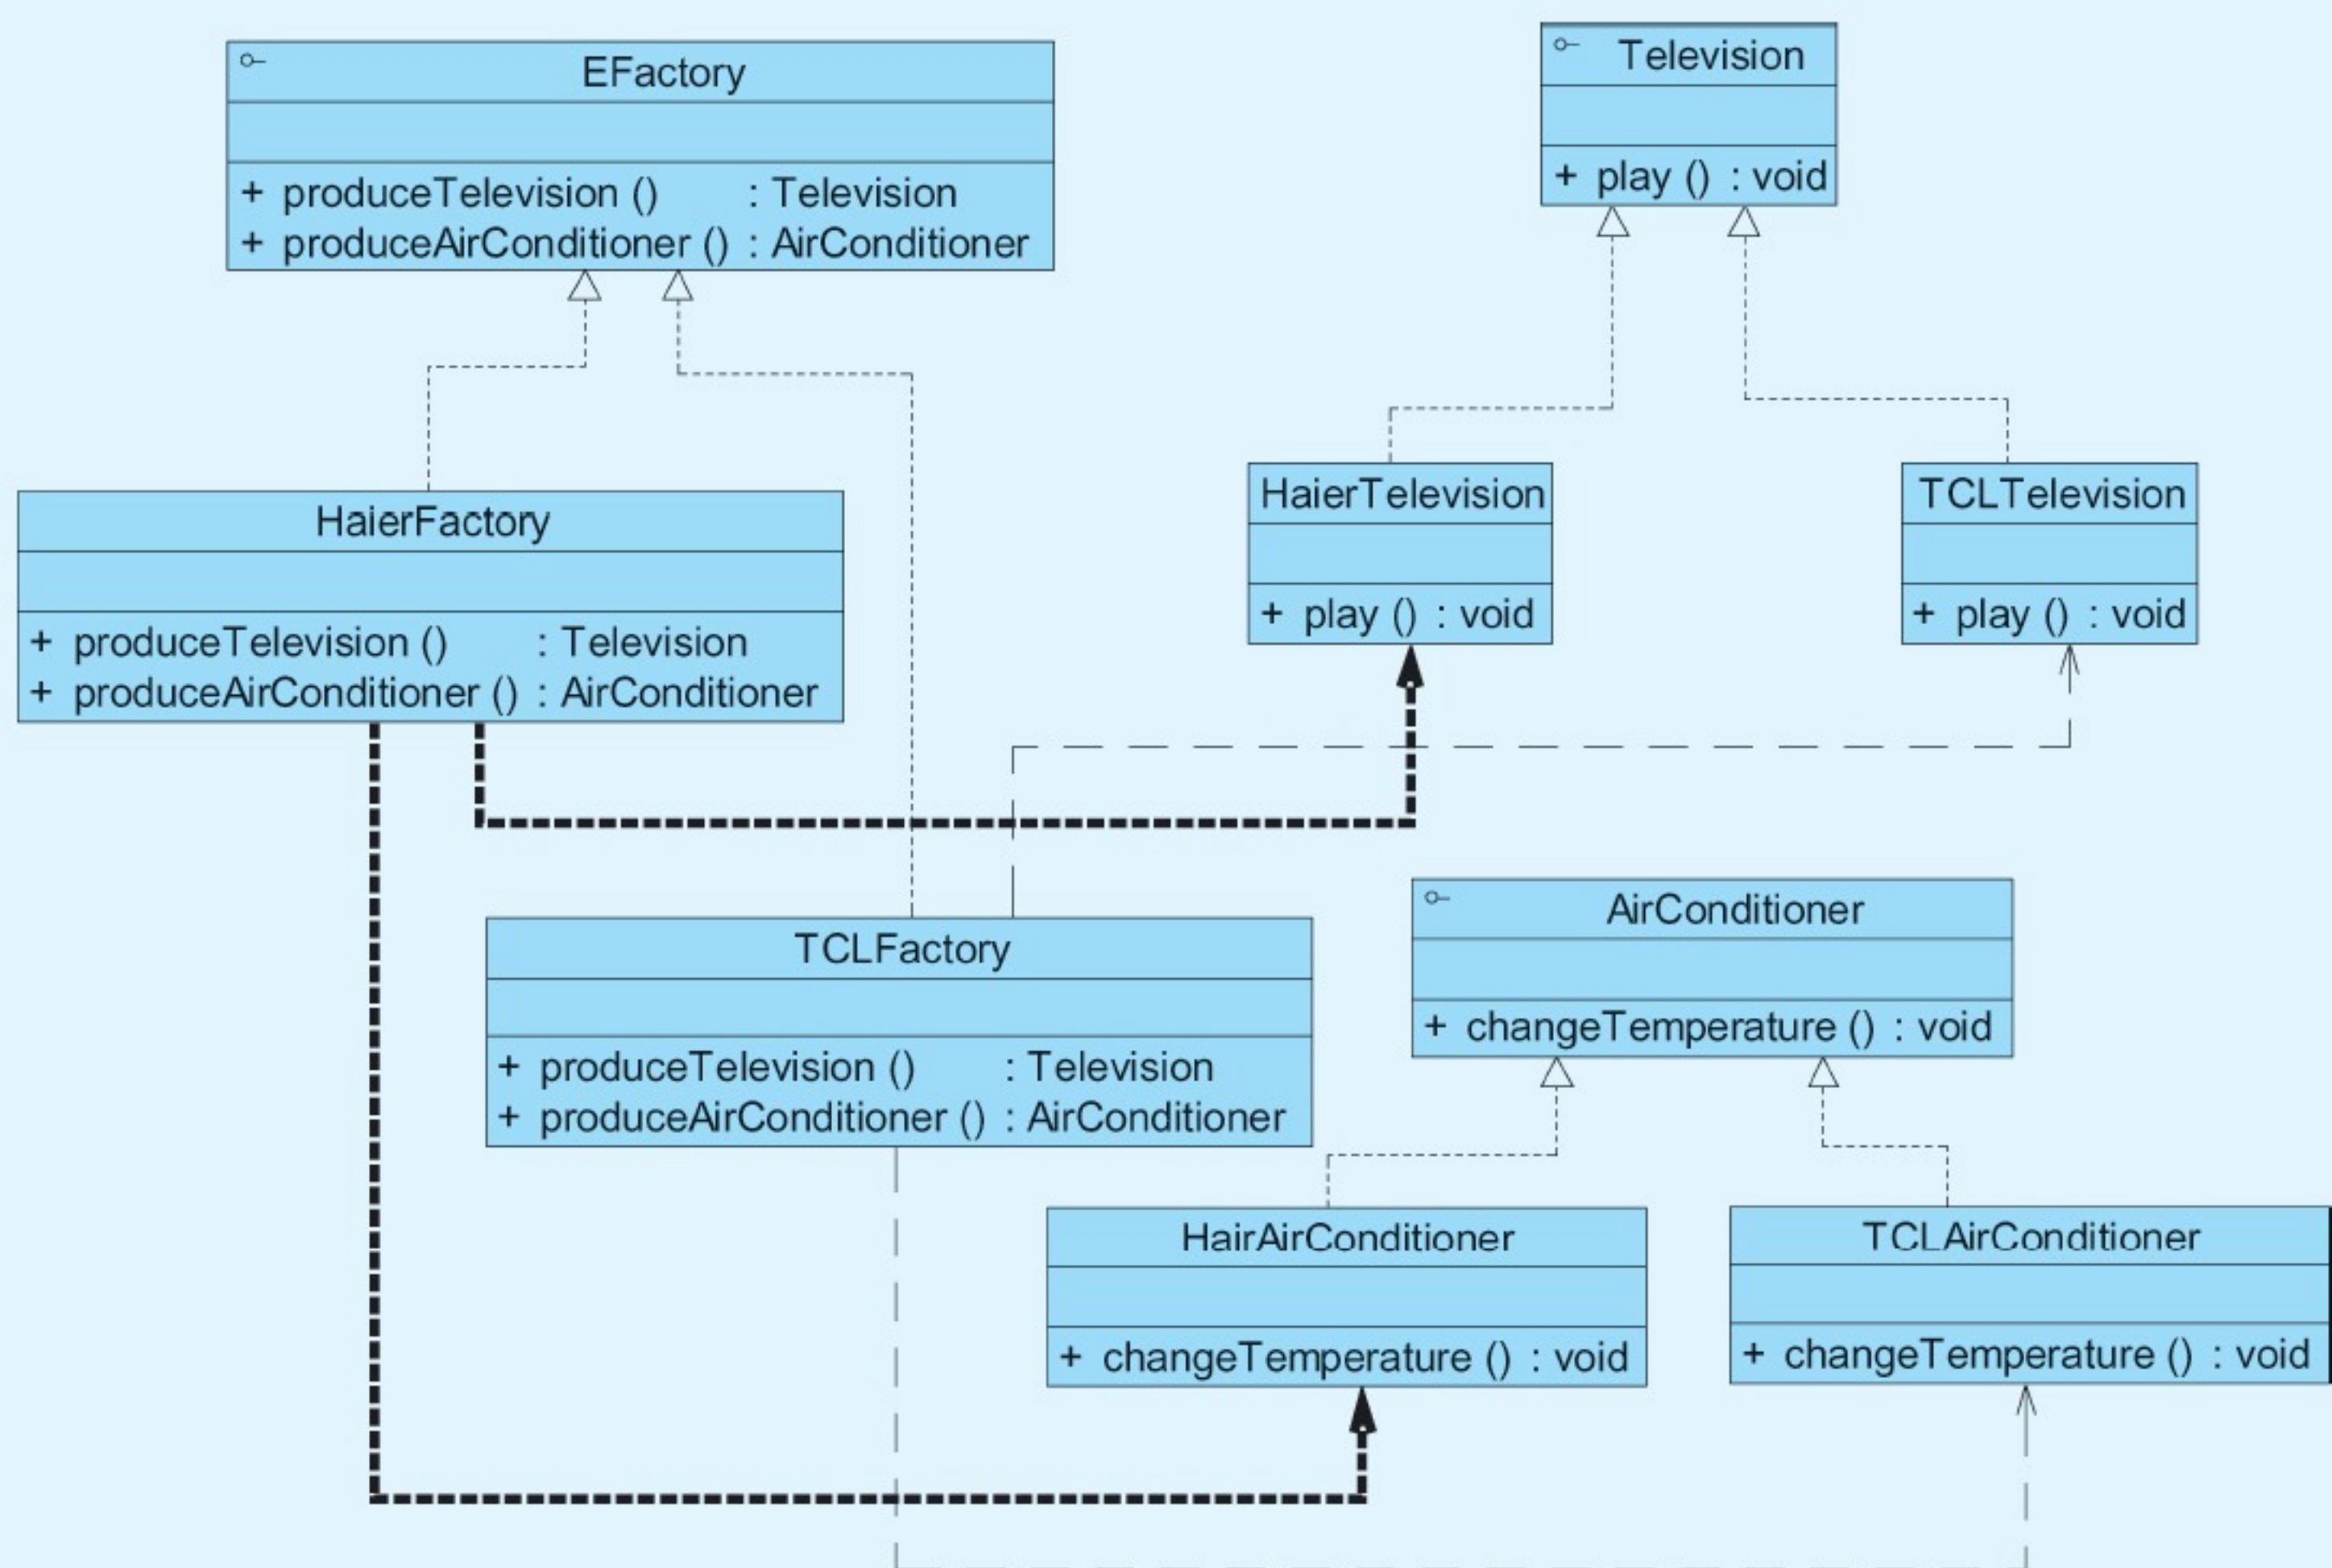 EFactory
+ produceTelevision () : Television
+ produceAirConditioner () : AirConditioner
Television
+ play () : void
HaierFactory
+ produceTelevision () : Television
+ produceAirConditioner () : AirConditioner
HaierTelevision
+ play () : void
TCLTelevision
+ play () : void
TCLFactory
+ produceTelevision () : Television
+ produceAirConditioner () : AirConditioner
AirConditioner
+ changeTemperature () : void
HairAirConditioner
+ changeTemperature () : void
TCLAirConditioner
+ changeTemperature () : void